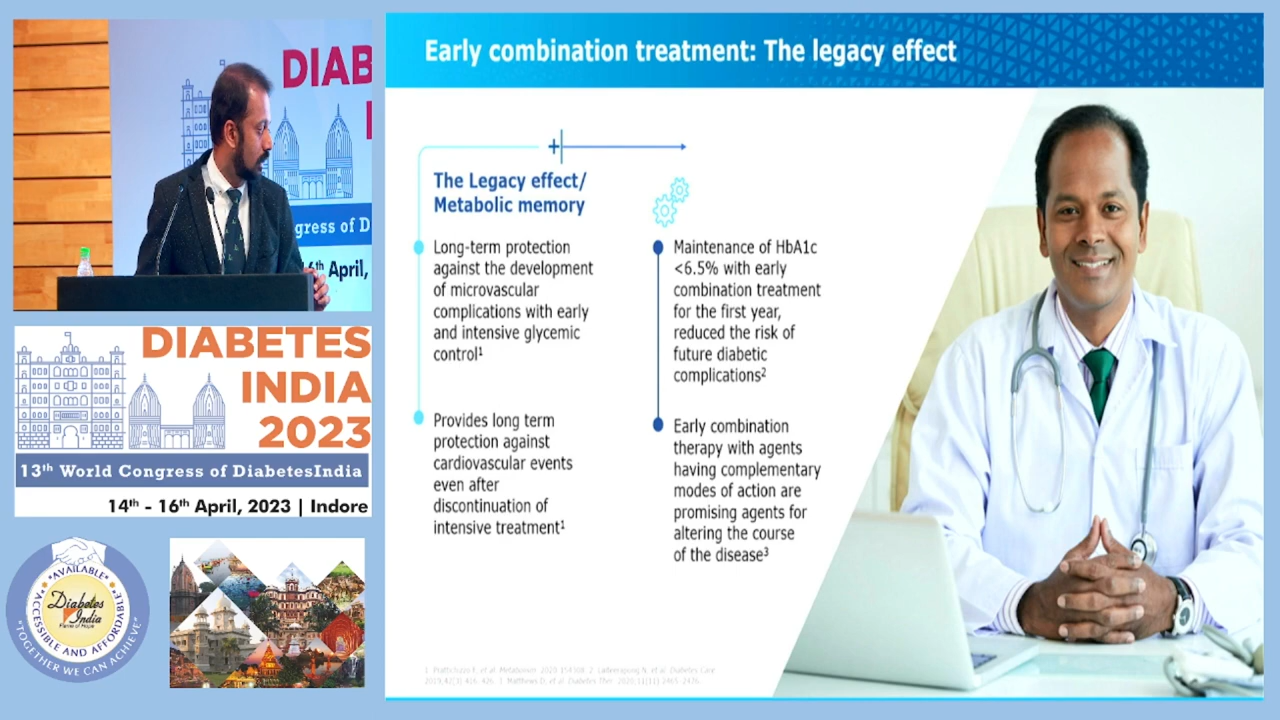 DIAB
I
gress of D
6th April,
DIABETES
INDIA
2023
13th World Congress of DiabetesIndia
14th - 16th April, 2023 | Indore
*AVAILABLE*
*ACCESSIBLE AND AFFORDABLE*
Diabetes
India
"TOGETHER WE CAN ACHIEVE"
Early combination treatment: The legacy effect
The Legacy effect/
Metabolic memory
Long-term protection
against the development
of microvascular
complications with early
and intensive glycemic
control1
Provides long term
protection against
cardiovascular events
even after
discontinuation of
intensive treatment1
Maintenance of HbA1c
<6.5% with early
combination treatment
for the first year,
reduced the risk of
future diabetic
complications2
Early combination
therapy with agents
having complementary
modes of action are
promising agents for
altering the course
of the disease3